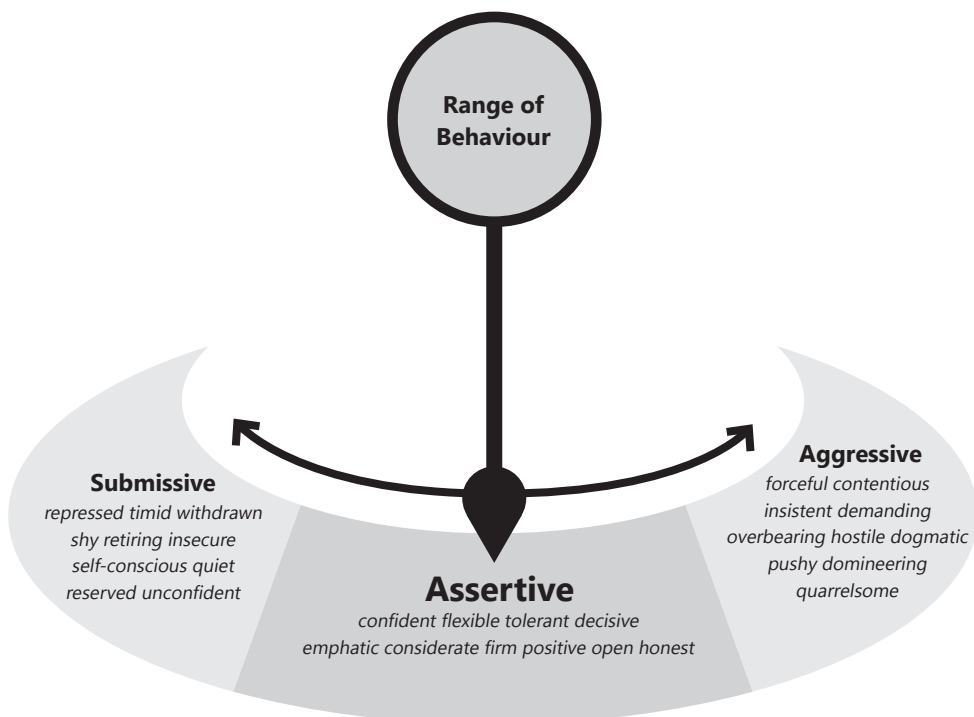 Range of
Behaviour
Submissive
repressed timid withdrawn
shy retiring insecure
self-conscious quiet
reserved unconfident
Assertive
confident flexible tolerant decisive
emphatic considerate firm positive open honest
Aggressive
forceful contentious
insistent demanding
overbearing hostile dogmatic
pushy domineering
quarrelsome